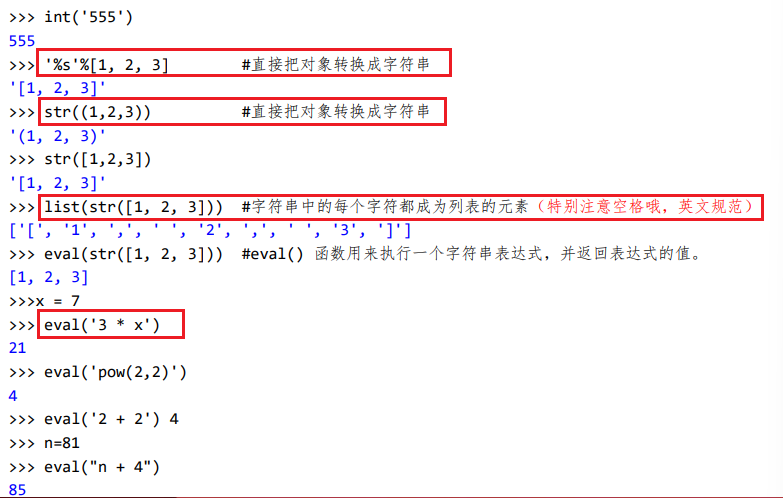 >>> int('555')
555
>>> '%s'%[1, 2, 3]        #直接把对象转换成字符串
'[1, 2, 3]'
>>> str((1,2,3))          #直接把对象转换成字符串
'(1, 2, 3)'
>>> str([1,2,3])
'[1, 2, 3]'
>>> list(str([1, 2, 3]))  #字符串中的每个字符都成为列表的元素（特别注意空格哦，英文规范）
['[', '1', ',', ' ', '2', ',', ' ', '3', ']']
>>> eval(str([1, 2, 3]))  #eval() 函数用来执行一个字符串表达式，并返回表达式的值。
[1, 2, 3]
>>>x = 7
>>> eval('3 * x')
21
>>> eval('pow(2,2)')
4
>>> eval('2 + 2') 4
>>> n=81
>>> eval("n + 4")
85